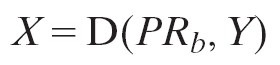 X = D(PR_b, Y)